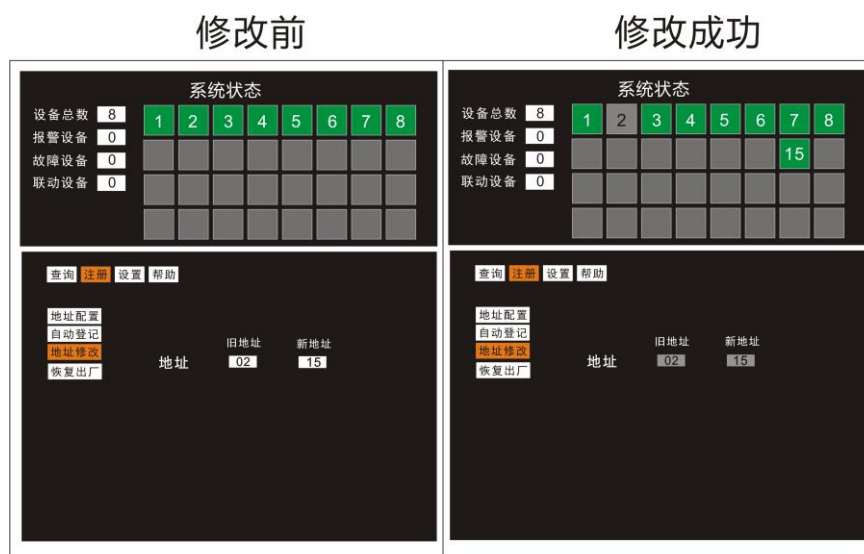 修改前
系统状态
设备总数 8
报警设备 0
故障设备 0
联动设备 0
1 2 3 4 5 6 7 8
查询 注册 设置 帮助
地址配置
自动登记
地址修改
恢复出厂
旧地址 新地址
地址 02 15
修改成功
系统状态
设备总数 8
报警设备 0
故障设备 0
联动设备 0
1 2 3 4 5 6 7 8
15
查询 注册 设置 帮助
地址配置
自动登记
地址修改
恢复出厂
旧地址 新地址
地址 02 15